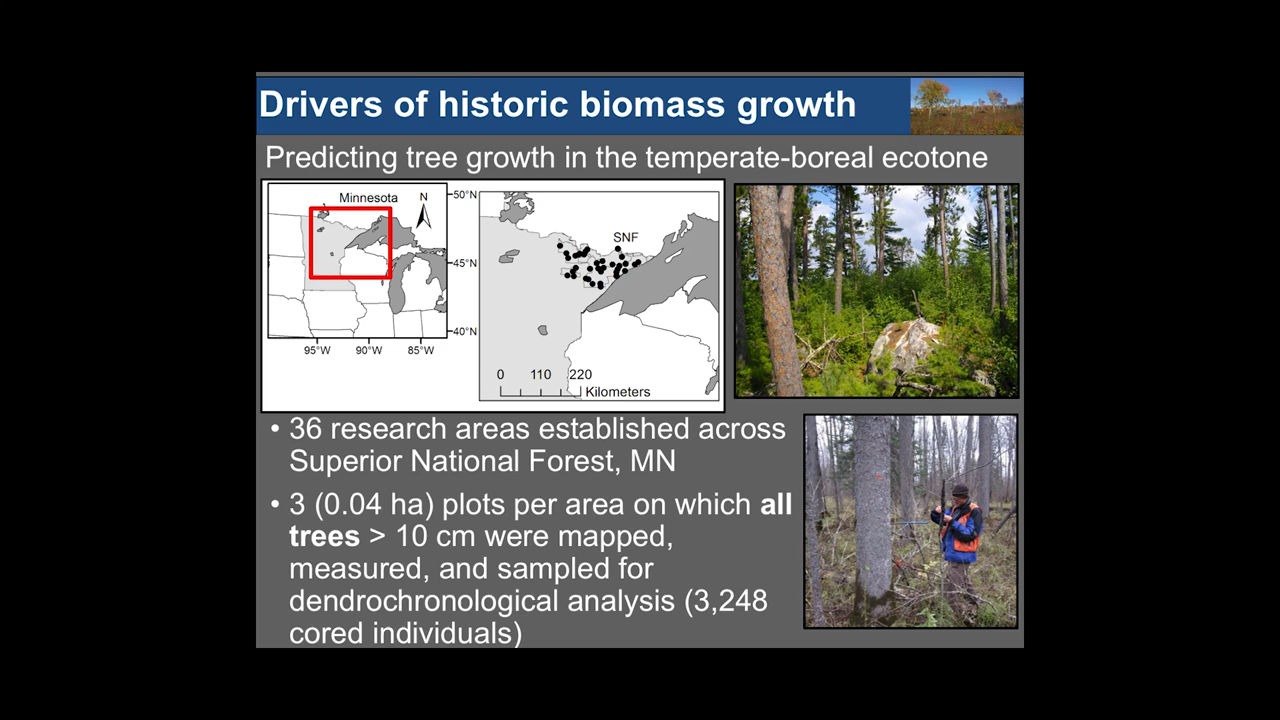 Drivers of historic biomass growth
Predicting tree growth in the temperate-boreal ecotone
Minnesota
N
50°N
45°N
40°N
95°W 90°W 85°W
SNF
0 110 220
Kilometers
• 36 research areas established across
Superior National Forest, MN
• 3 (0.04 ha) plots per area on which all
trees > 10 cm were mapped,
measured, and sampled for
dendrochronological analysis (3,248
cored individuals)